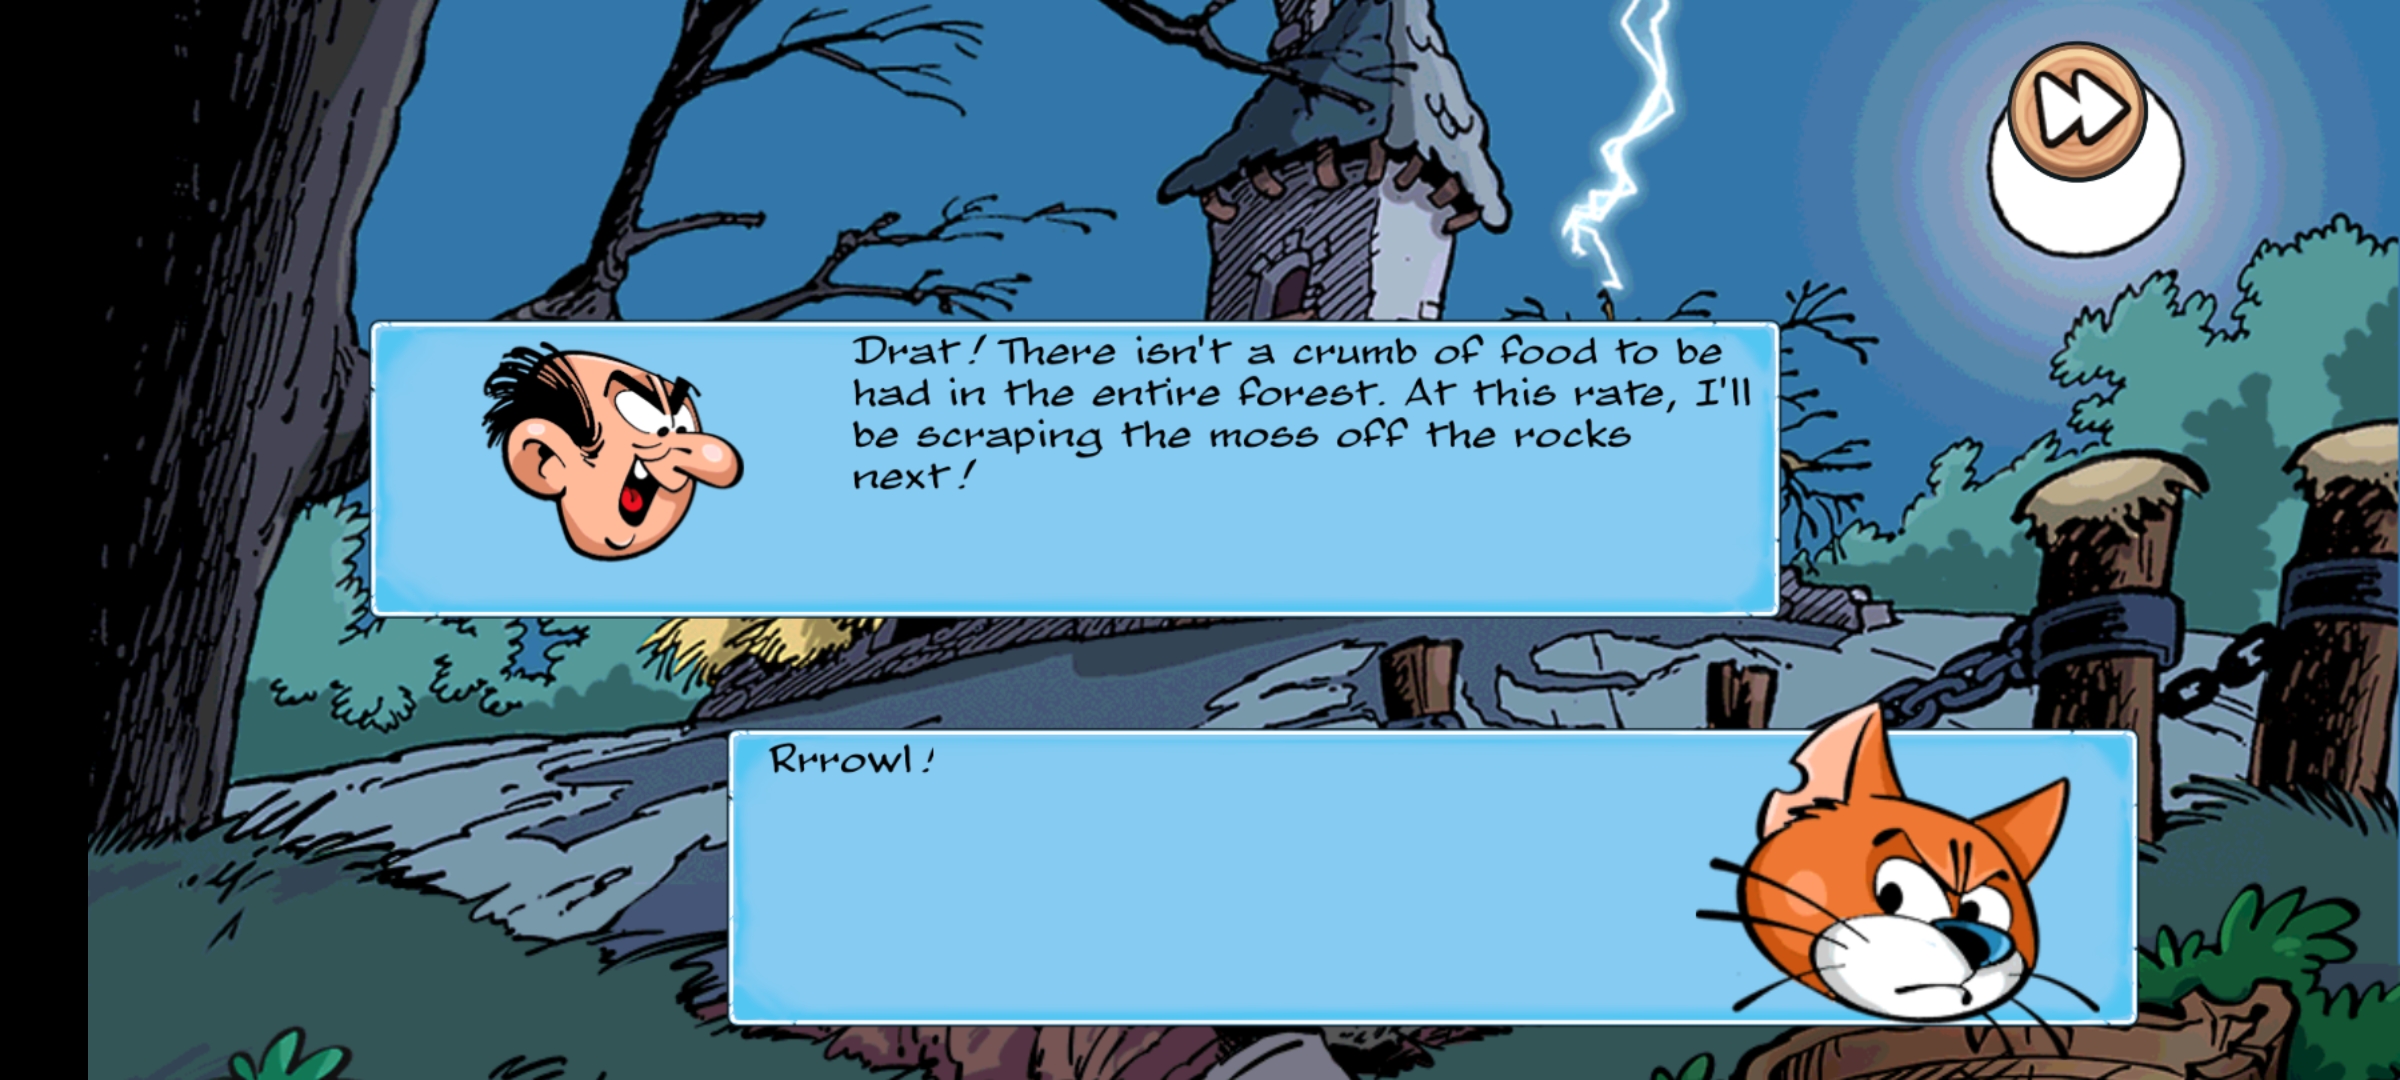 Drat! There isn't a crumb of food to be
had in the entire forest. At this rate, I'll
be scraping the moss off the rocks
next!
Rrrowl!